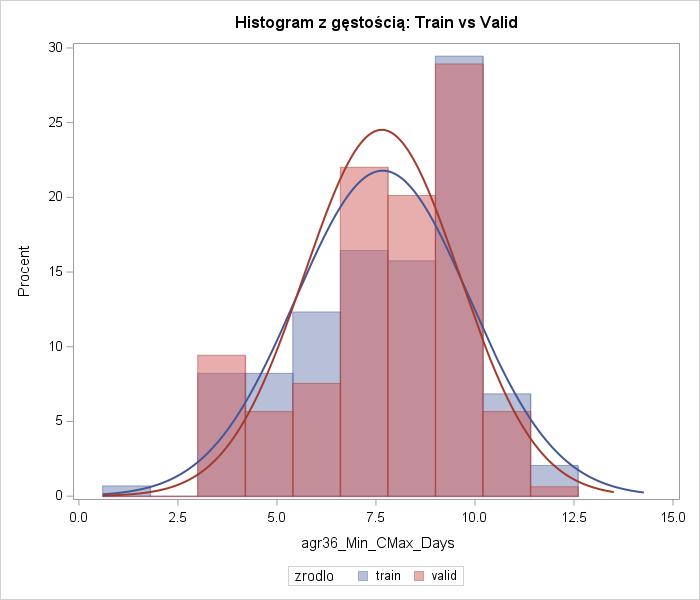 Histogram z gęstością: Train vs Valid
30
25
20
15
10
5
0
Procent
0.0 2.5 5.0 7.5 10.0 12.5 15.0
agr36_Min_CMax_Days
zrodlo train valid